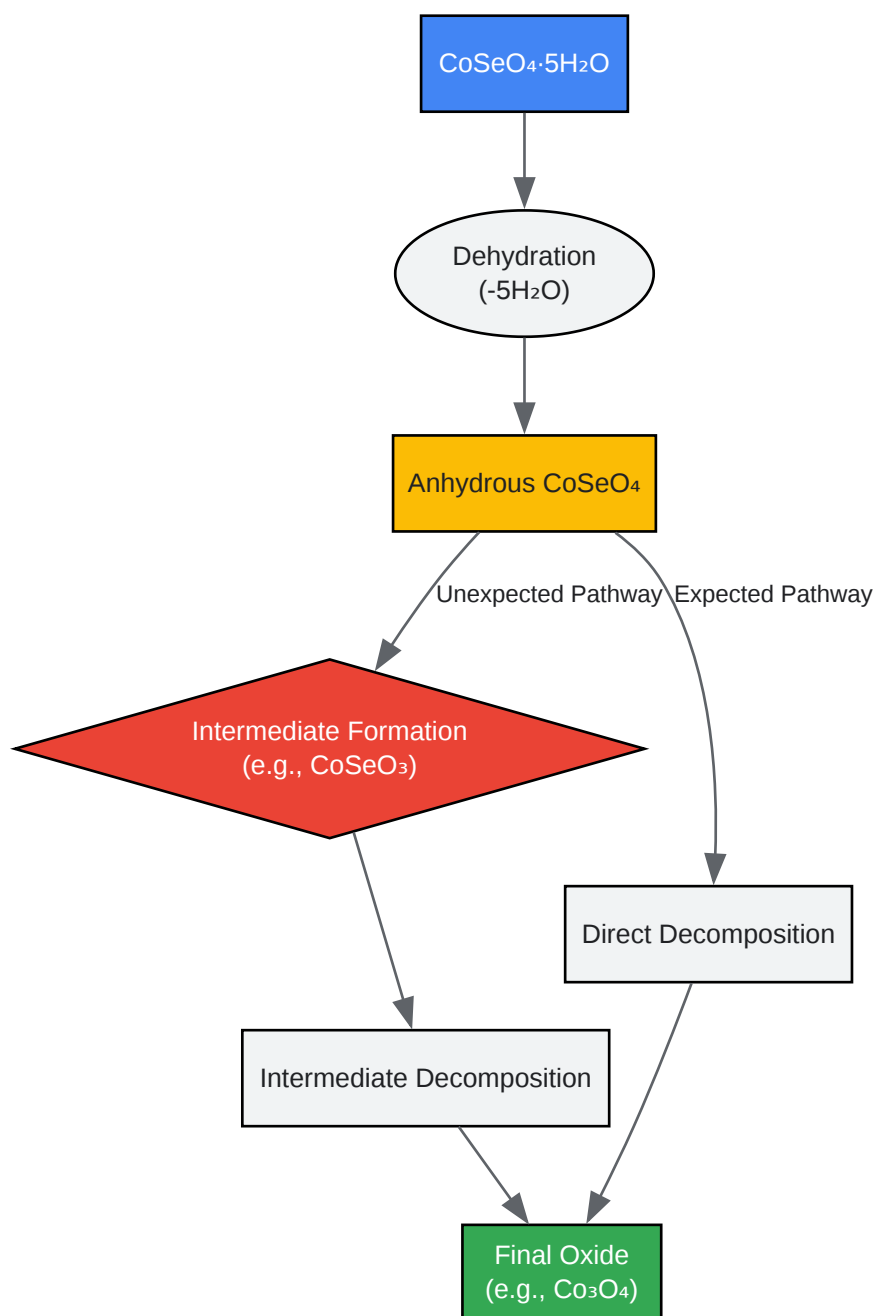 CoSeO₄·5H₂O
Dehydration
(-5H₂O)
Anhydrous CoSeO₄
Unexpected Pathway
Expected Pathway
Intermediate Formation
(e.g., CoSeO₃)
Direct Decomposition
Intermediate Decomposition
Final Oxide
(e.g., Co₃O₄)